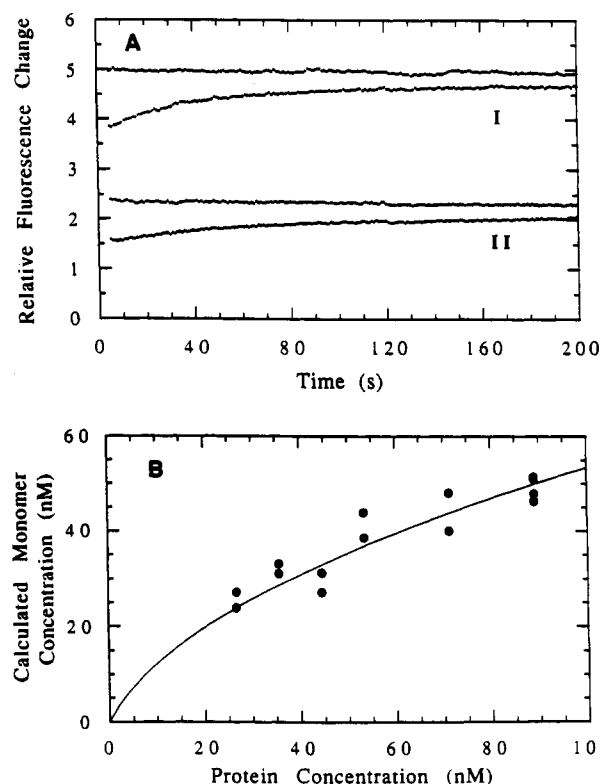 A
Relative Fluorescence Change
6
5
4
3
2
1
0
I
II
0 40 80 120 160 200
Time (s)
B
Calculated Monomer
Concentration (nM)
60
40
20
0
0 20 40 60 80 10
Protein Concentration (nM)